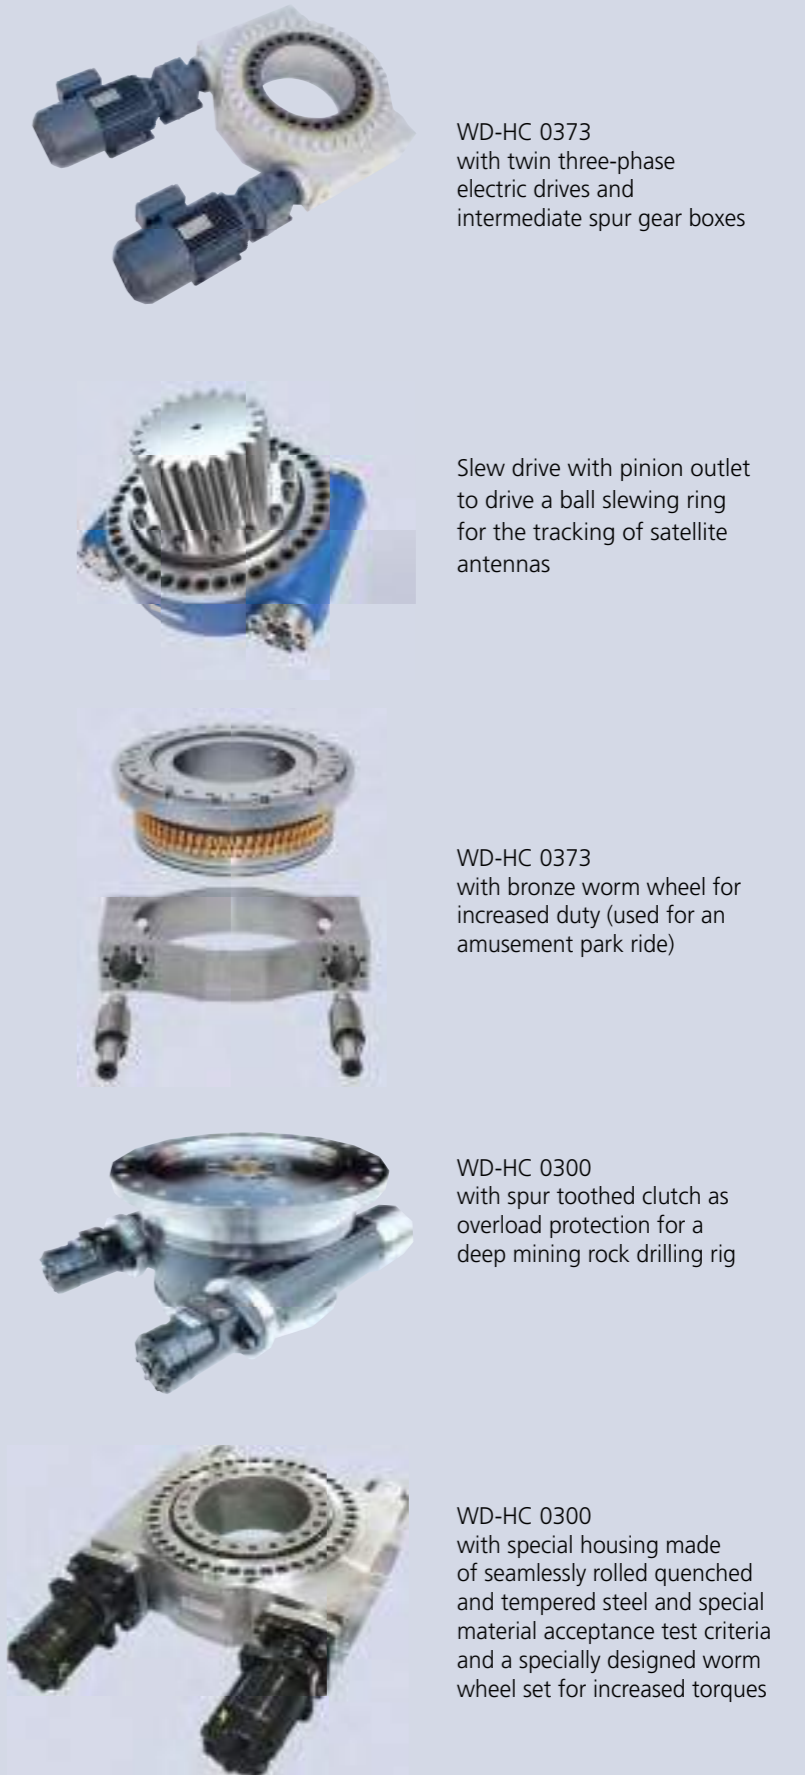 WD-HC 0373
with twin three-phase
electric drives and
intermediate spur gear boxes
Slew drive with pinion outlet
to drive a ball slewing ring
for the tracking of satellite
antennas
WD-HC 0373
with bronze worm wheel for
increased duty (used for an
amusement park ride)
WD-HC 0300
with spur toothed clutch as
overload protection for a
deep mining rock drilling rig
WD-HC 0300
with special housing made
of seamlessly rolled quenched
and tempered steel and special
material acceptance test criteria
and a specially designed worm
wheel set for increased torques